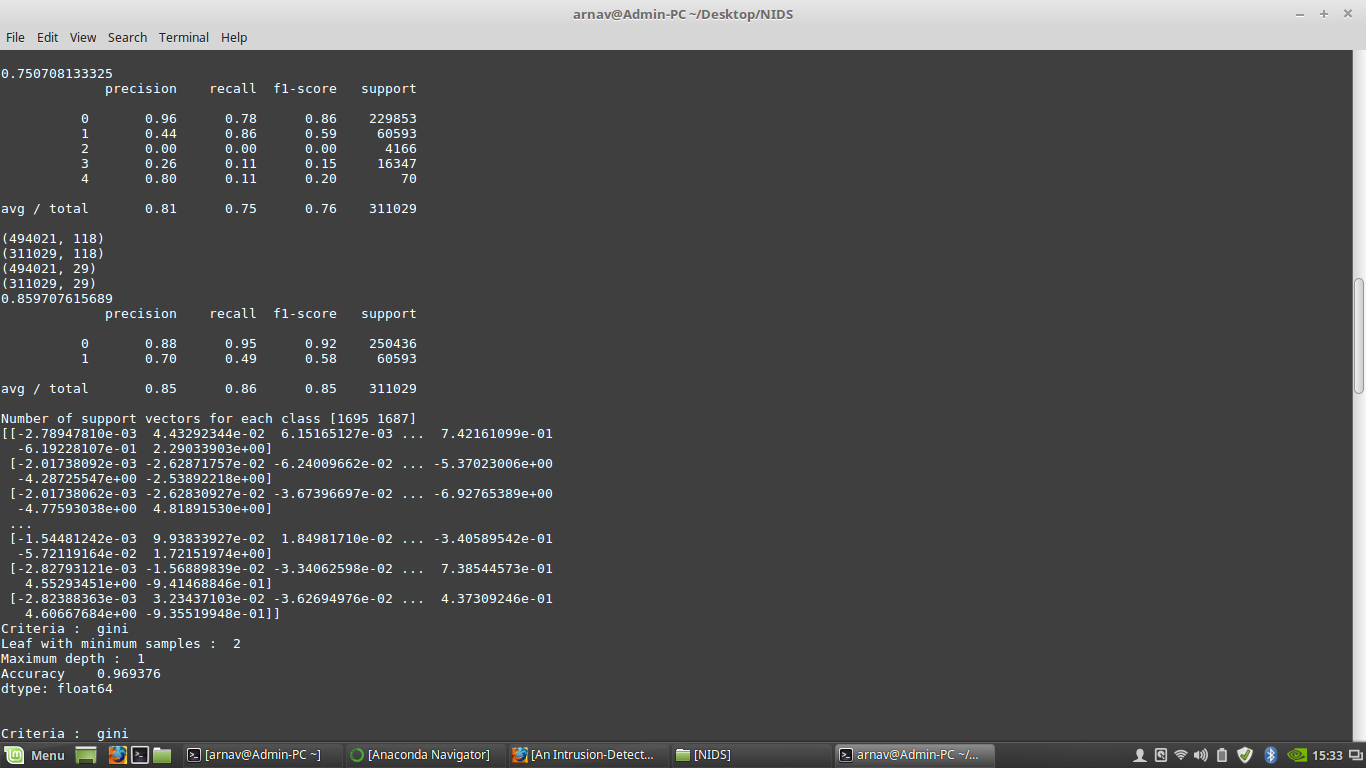 arnav@Admin-PC ~/Desktop/NIDS
File Edit View Search Terminal Help
0.750708133325
precision recall f1-score support
0 0.96 0.78 0.86 229853
1 0.44 0.86 0.59 60593
2 0.00 0.00 0.00 4166
3 0.26 0.11 0.15 16347
4 0.80 0.11 0.20 70
avg / total 0.81 0.75 0.76 311029
(494021, 118)
(311029, 118)
(494021, 29)
(311029, 29)
0.859707615689
precision recall f1-score support
0 0.88 0.95 0.92 250436
1 0.70 0.49 0.58 60593
avg / total 0.85 0.86 0.85 311029
Number of support vectors for each class [1695 1687]
[[-2.78947810e-03 4.43292344e-02 6.15165127e-03 ... 7.42161099e-01
-6.19228107e-01 2.29033903e+00]
[-2.01738092e-03 -2.62871757e-02 -6.24009662e-02 ... -5.37023006e+00
-4.28725547e+00 -2.53892218e+00]
[-2.01738062e-03 -2.62830927e-02 -3.67396697e-02 ... -6.92765389e+00
-4.77593038e+00 4.81891530e+00]
...
[-1.54481242e-03 9.93833927e-02 1.84981710e-02 ... -3.40589542e-01
-5.72119164e-02 1.72151974e+00]
[-2.82793121e-03 -1.56889839e-02 -3.34062598e-02 ... 7.38544573e-01
4.55293451e+00 -9.41468846e-01]
[-2.82388363e-03 3.23437103e-02 -3.62694976e-02 ... 4.37309246e-01
4.60667684e+00 -9.35519948e-01]]
Criteria : gini
Leaf with minimum samples : 2
Maximum depth : 1
Accuracy 0.969376
dtype: float64
Criteria : gini
Menu [arnav@Admin-PC ~] [Anaconda Navigator] [An Intrusion-Detect... [NIDS] arnav@Admin-PC ~/... 15:33